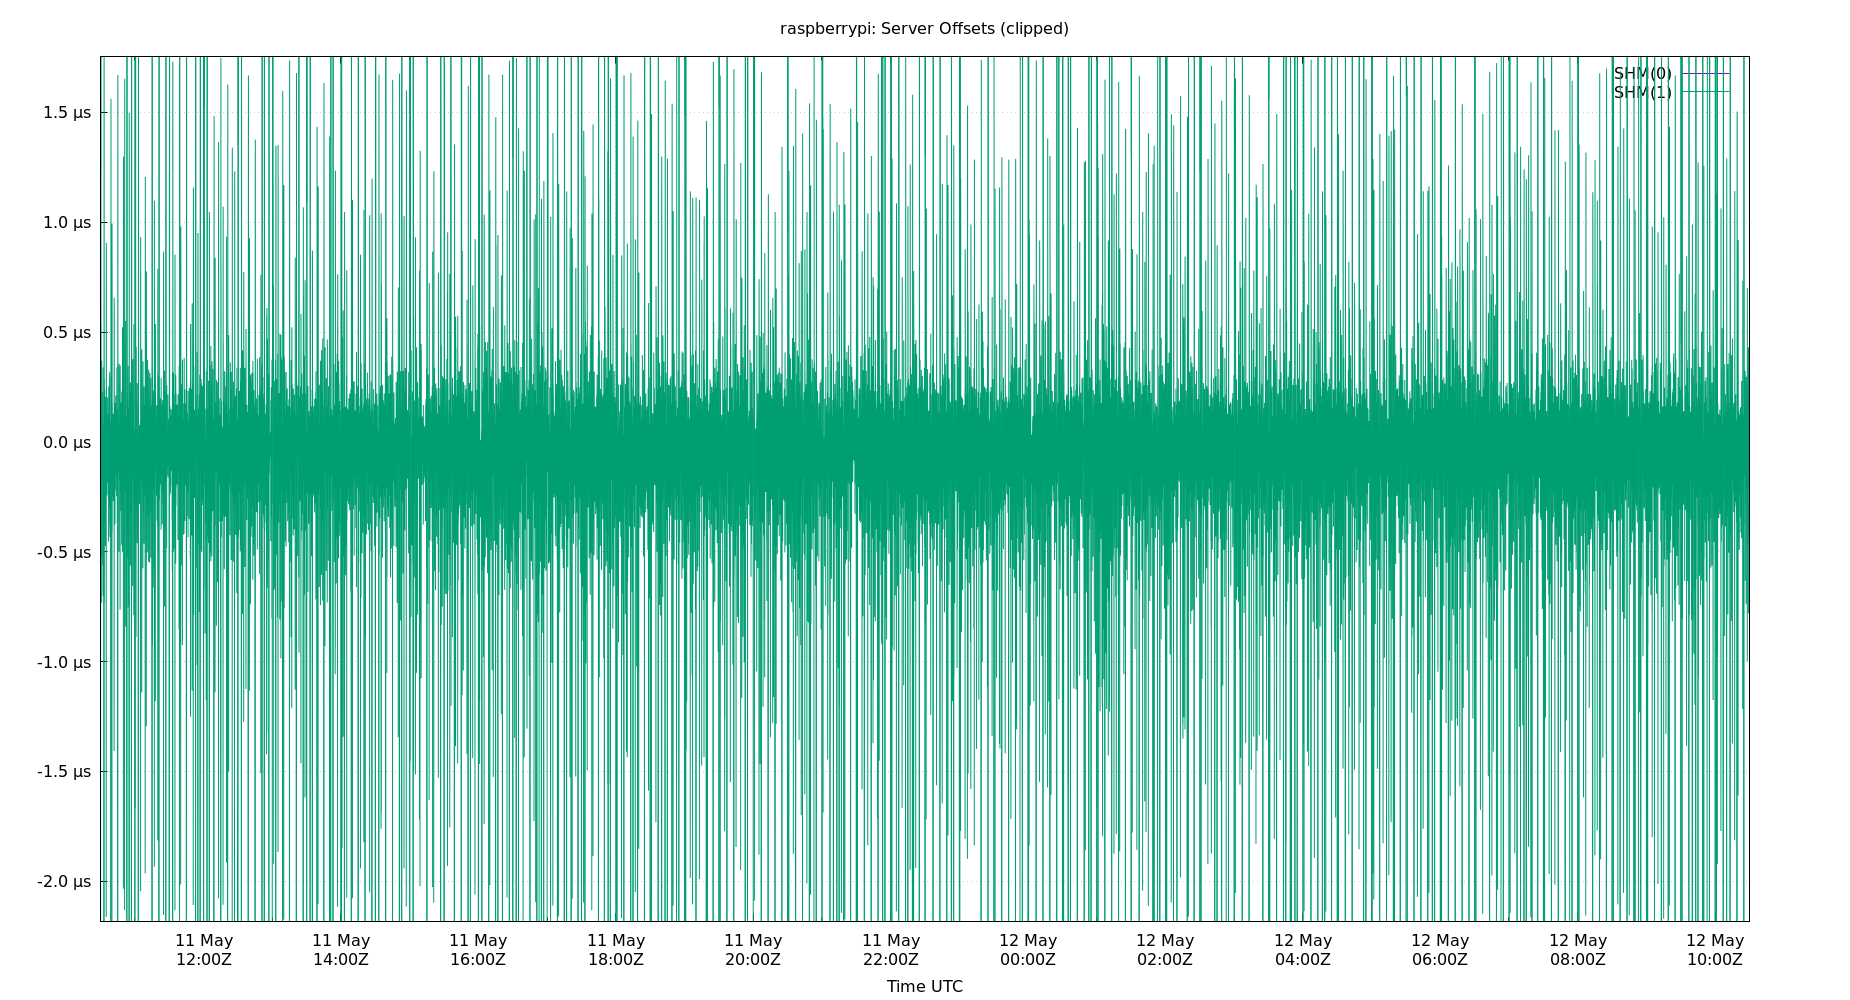 raspberrypi: Server Offsets (clipped)
SHM(0)
SHM(1)
1.5 µs
1.0 µs
0.5 µs
0.0 µs
-0.5 µs
-1.0 µs
-1.5 µs
-2.0 µs
11 May 11 May 11 May 11 May 11 May 11 May 12 May 12 May 12 May 12 May 12 May 12 May
12:00Z 14:00Z 16:00Z 18:00Z 20:00Z 22:00Z 00:00Z 02:00Z 04:00Z 06:00Z 08:00Z 10:00Z
Time UTC